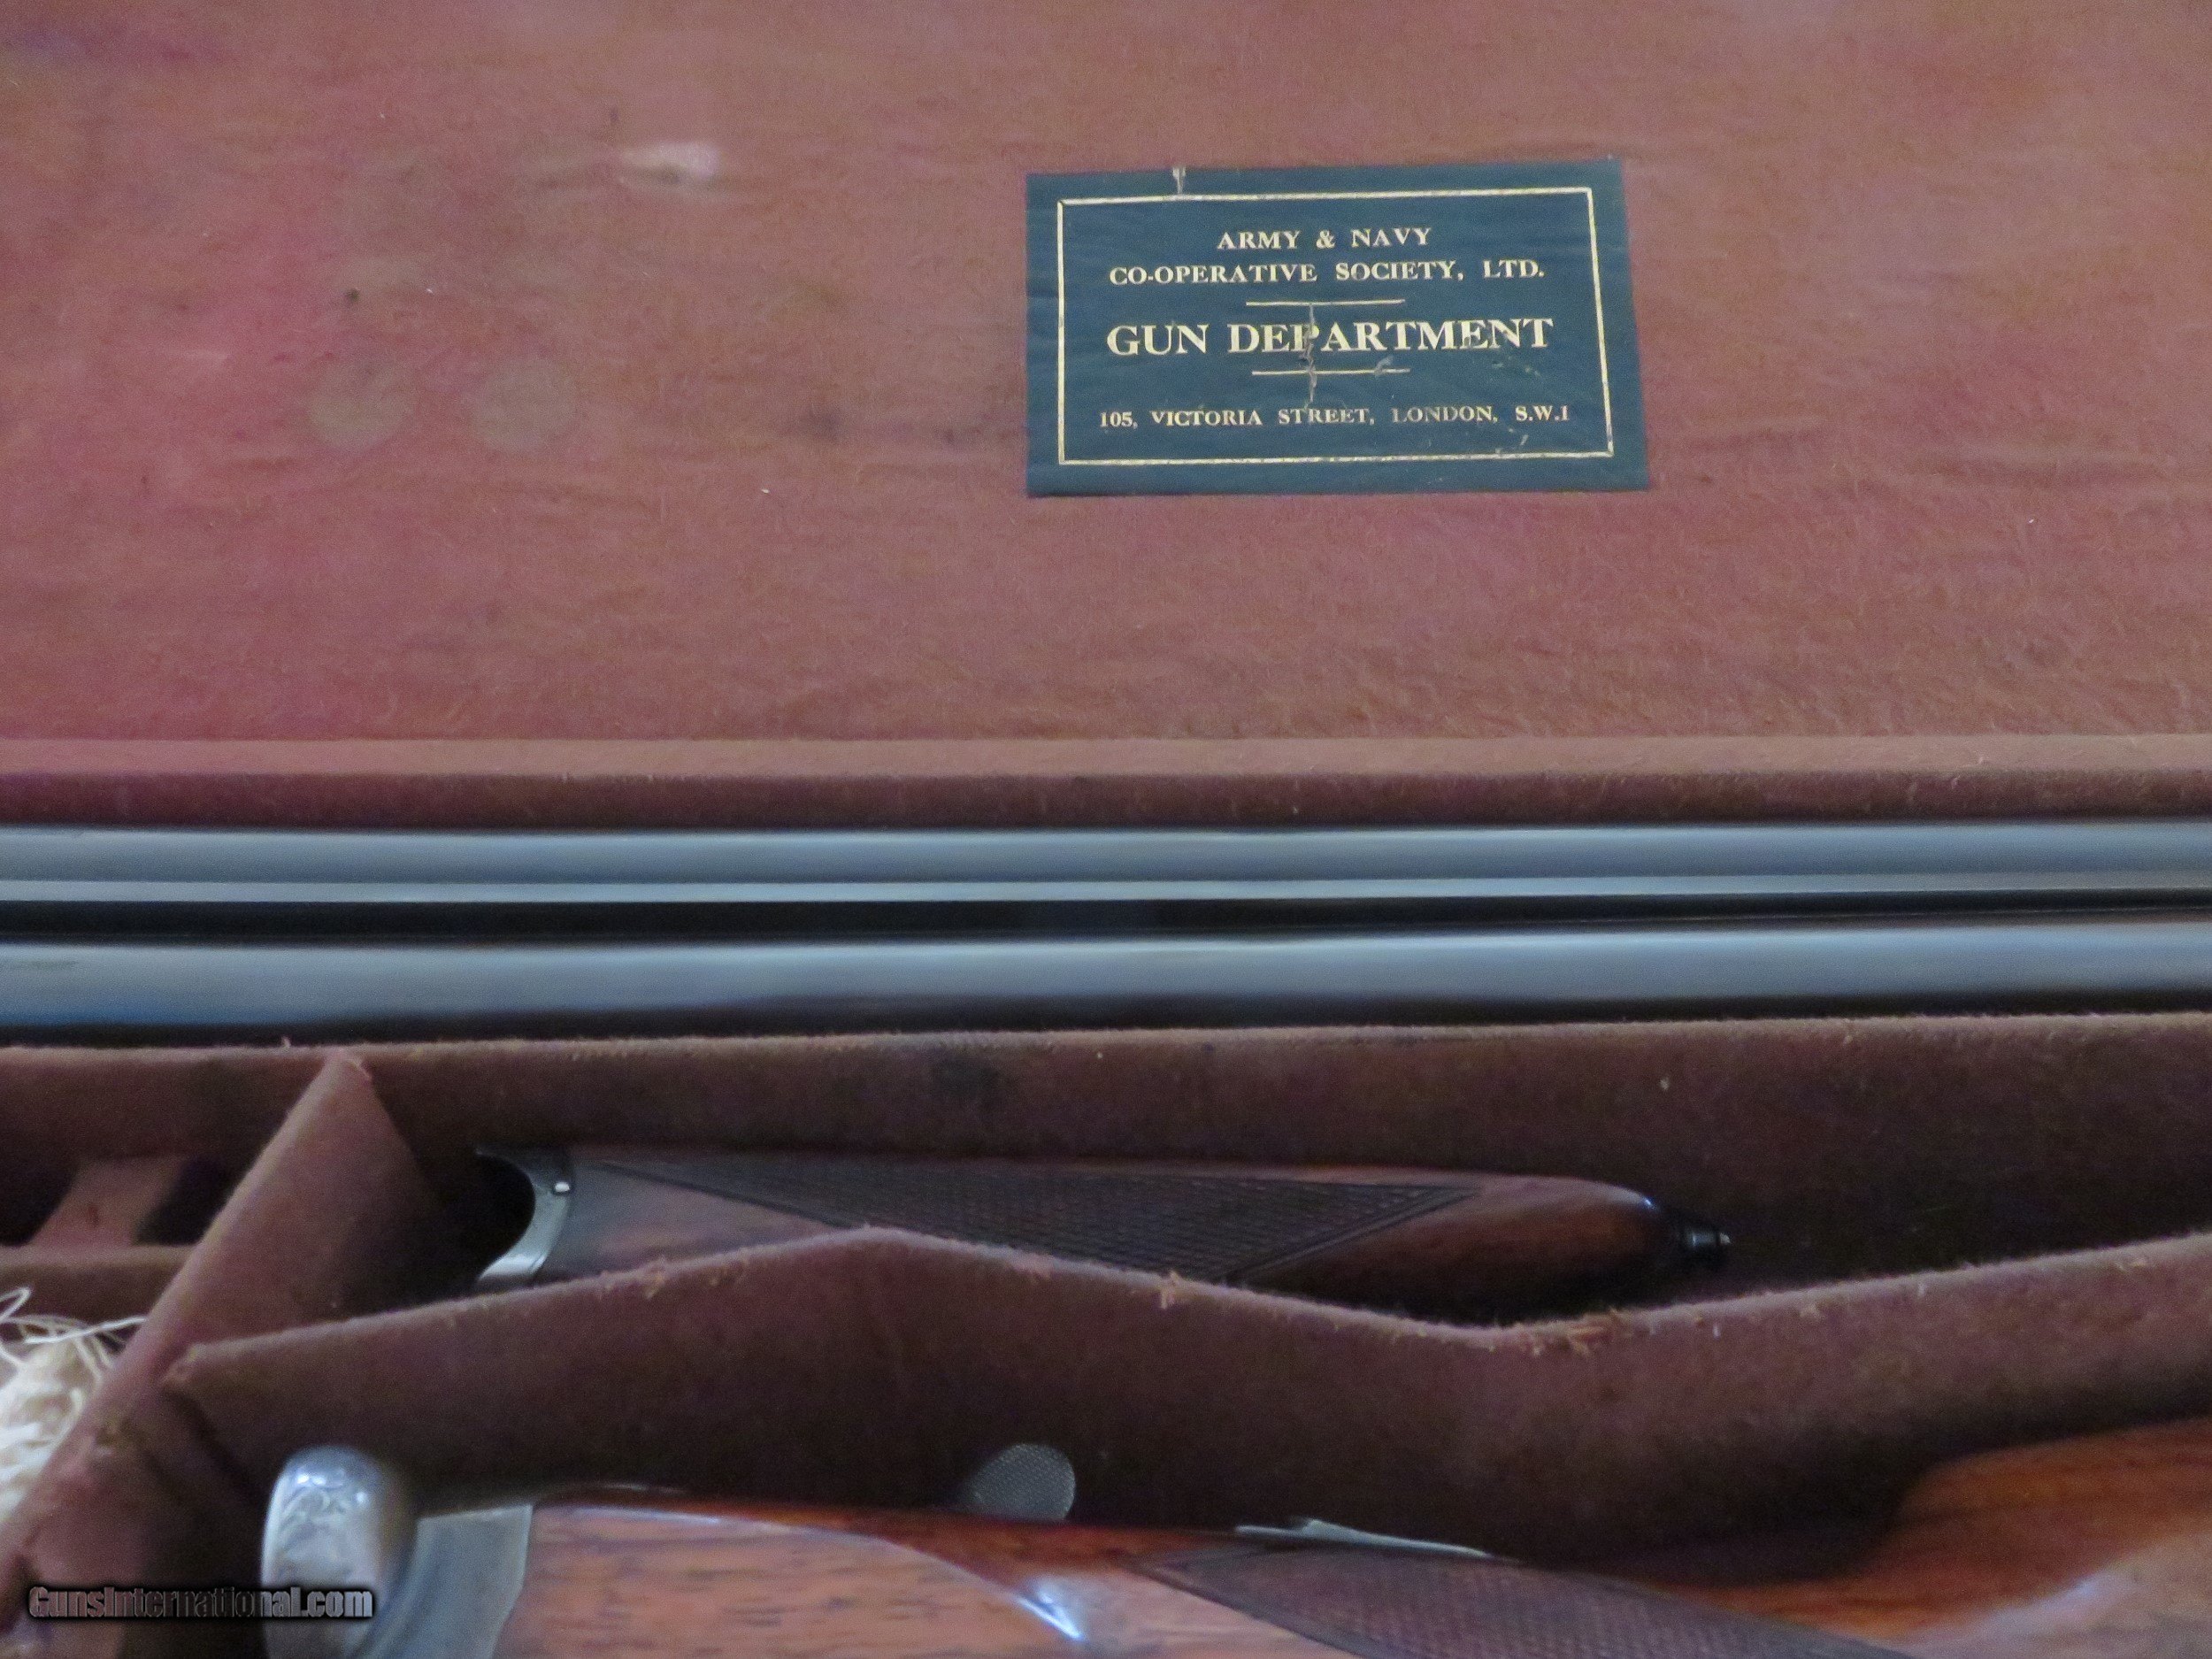 ARMY & NAVY
CO-OPERATIVE SOCIETY, LTD.
GUN DEPARTMENT
105, VICTORIA STREET, LONDON, S.W.1
GunsInternational.com